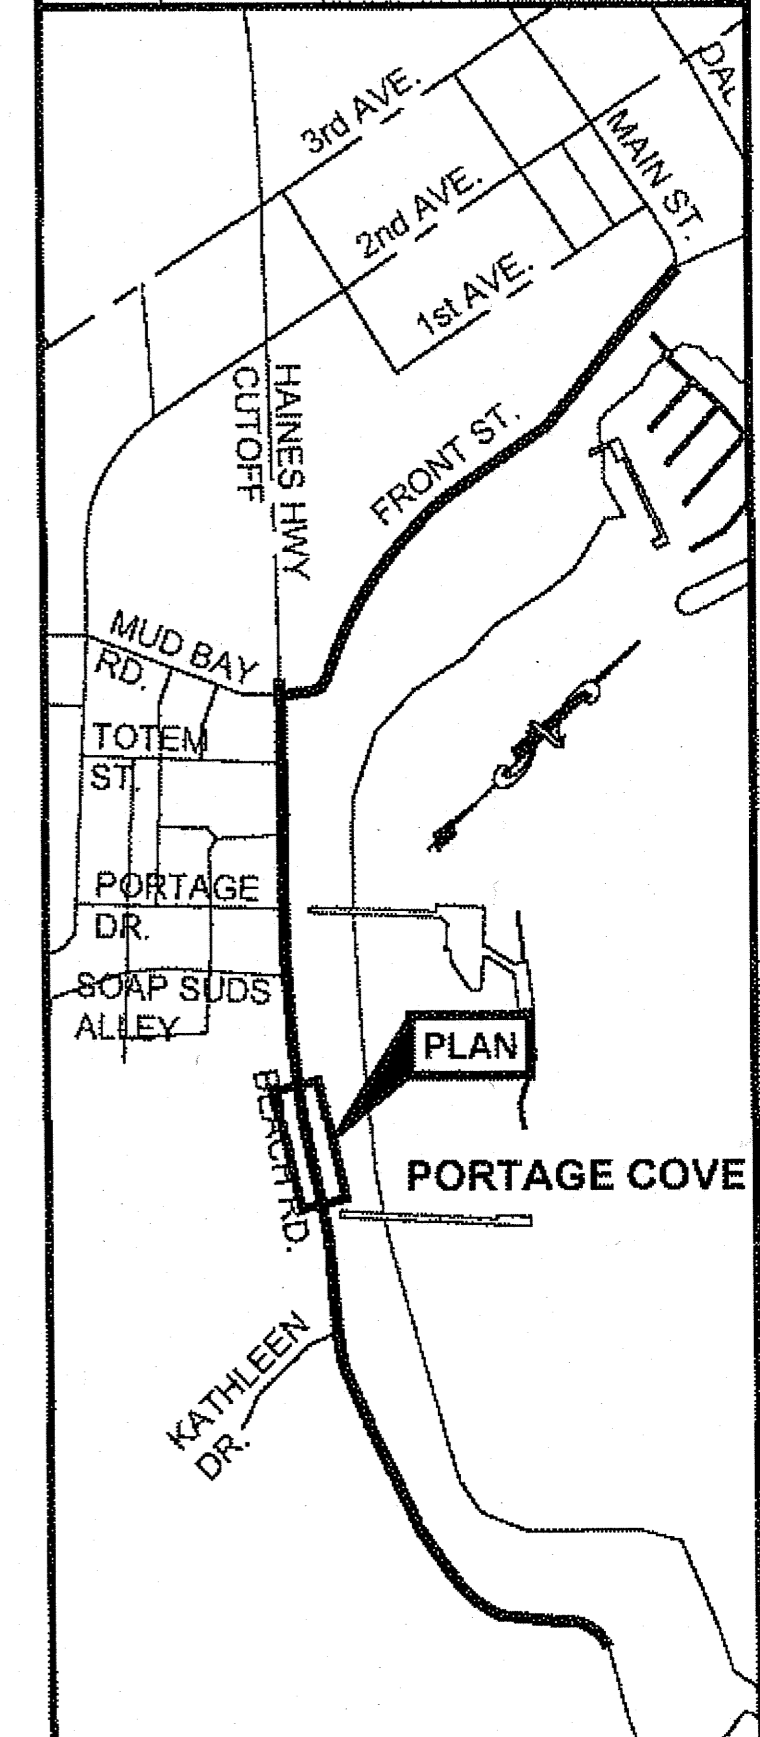 DAL
3rd AVE.
MAIN ST.
2nd AVE.
1st AVE.
HAINES HWY
CUTOFF
FRONT ST.
MUD BAY
RD.
TOTEM
ST.
N
PORTAGE
DR.
SOAP SUDS
ALLEY
PLAN
BEACH RD.
PORTAGE COVE
KATHLEEN
DR.